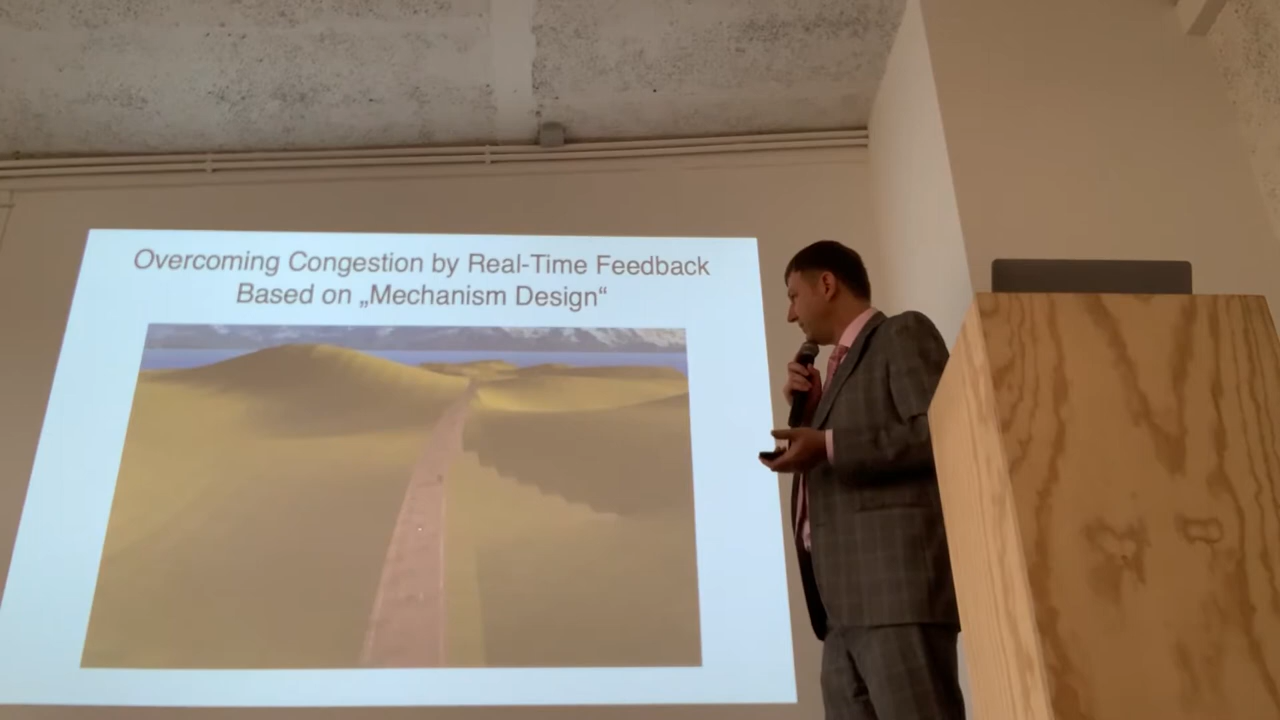 Overcoming Congestion by Real-Time Feedback
Based on „Mechanism Design“